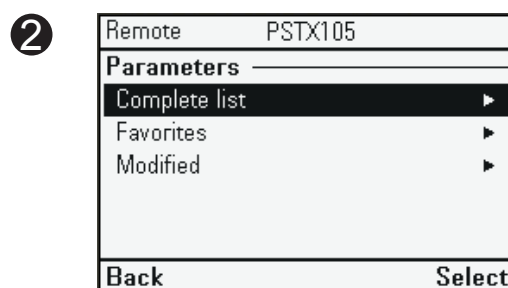 2
Remote PSTX105
Parameters
Complete list
Favorites
Modified
Back Select